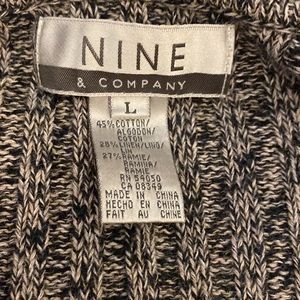 NINE
& COMPANY
L
45% COTTON/
ALGODON/
COTON
28% LINEN/LINO/
LIN
27% RAMIE/
RAMINA/
RAMIE
RN 54050
CA 08349
MADE IN CHINA
HECHO EN CHINA
FAIT AU CHINE